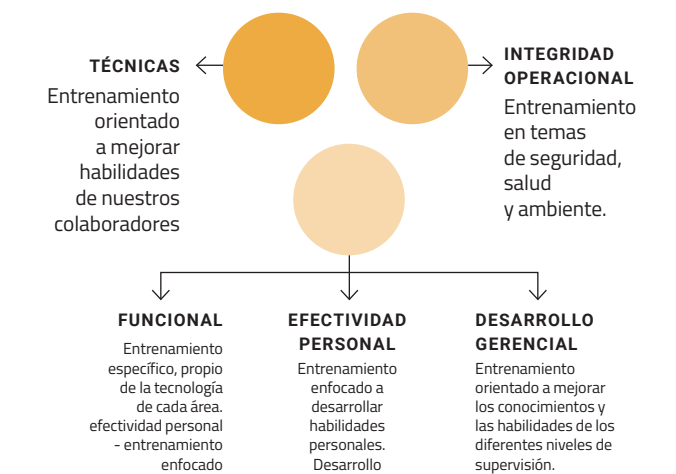 TÉCNICAS
Entrenamiento
orientado
a mejorar
habilidades
de nuestros
colaboradores
INTEGRIDAD
OPERACIONAL
Entrenamiento
en temas
de seguridad,
salud
y ambiente.
FUNCIONAL
Entrenamiento
específico, propio
de la tecnología
de cada área.
efectividad personal
- entrenamiento
enfocado
EFECTIVIDAD
PERSONAL
Entrenamiento
enfocado a
desarrollar
habilidades
personales.
Desarrollo
DESARROLLO
GERENCIAL
Entrenamiento
orientado a mejorar
los conocimientos y
las habilidades de los
diferentes niveles de
supervisión.